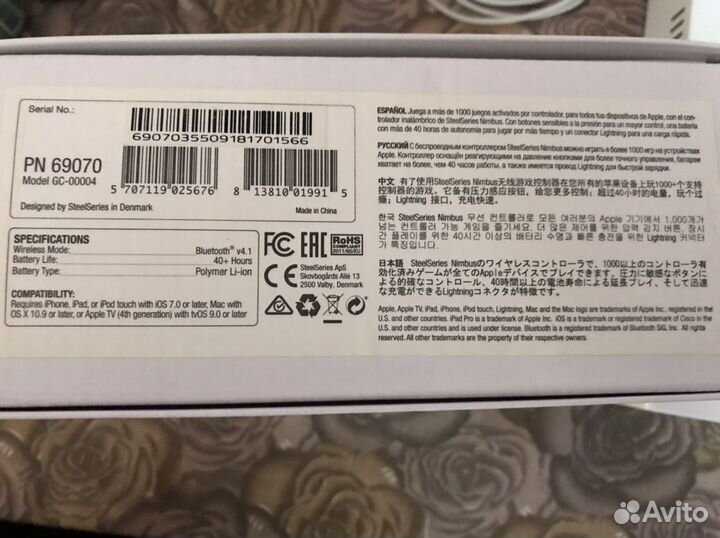 Serial No.:
6907035509181701566
PN 69070
Model GC-00004
5 707119 025676
8 13810 01991 5
Designed by SteelSeries in Denmark
Made in China
SPECIFICATIONS
Wireless Mode: Bluetooth® v4.1
Battery Life: 40+ Hours
Battery Type: Polymer Li-ion
COMPATIBILITY:
Requires iPhone, iPad, or iPod touch with iOS 7.0 or later, Mac with
OS X 10.9 or later, or Apple TV (4th generation) with tvOS 9.0 or later
FC EAC RoHS
COMPLIANT
2011/65/EU
CE
SteelSeries ApS
Skovbogårds Allé 13
2500 Valby, Denmark
ESPAÑOL Juega a más de 1000 juegos activados por controlador, para todos tus dispositivos de Apple, con el con-
trolador inalámbrico de SteelSeries Nimbus. Con botones sensibles a la presión para un mayor control, una batería
con más de 40 horas de autonomía para jugar por más tiempo y un conector Lightning para una carga rápida.
РУССКИЙ С беспроводным контроллером SteelSeries Nimbus можно играть в более 1000 игр на устройствах
Apple. Контроллер оснащён реагирующими на давление кнопками для более точного управления, батареи
хватает на более, чем 40 часов работы, а также имеется провод Lightning для быстрой зарядки.
中文 有了使用SteelSeries Nimbus无线游戏控制器在您所有的苹果设备上玩1000+个支持
控制器的游戏。它备有压力感应按钮，给您更多控制，超过40小时的电量，玩个过
瘾；Lightning 接口，充电快速。
한국 SteelSeries Nimbus 무선 컨트롤러로 모든 여러분의 Apple 기기에서 1,000개가
넘는 컨트롤러 가능 게임을 즐기세요. 더 많은 제어를 위한 압력 감지 버튼, 장시
간 플레이를 위한 40시간 이상의 배터리 수명과 빠른 충전을 위한 Lightning 커넥터
가 특징입니다.
日本語 SteelSeries Nimbusのワイヤレスコントローラで、1000以上のコントローラ
有効化済みゲームが全てのAppleデバイスでプレイできます。圧力に敏感なボタンに
よる的確なコントロール、40時間以上の電池寿命による延長プレイ、そして迅速
な充電ができるLightningコネクタが特徴です。
Apple, Apple TV, iPad, iPhone, iPod touch, Lightning, Mac and the Mac logo are trademarks of Apple Inc., registered in the
U.S. and other countries. iPad Pro is a trademark of Apple Inc. iOS is a trademark or registered trademark of Cisco in the
U.S. and other countries and is used under license. Bluetooth is a registered trademark of Bluetooth SIG, Inc. All
other trademarks are the property of their respective owners.
Avito